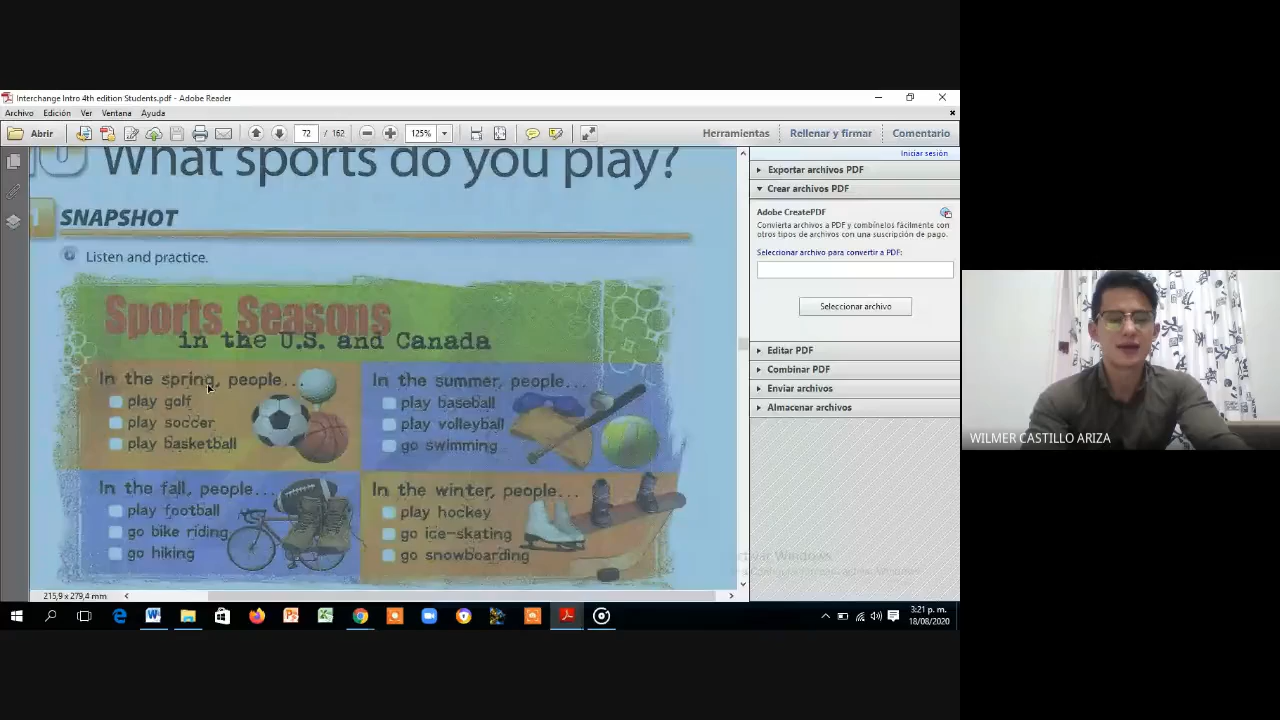 Interchange Intro 4th edition Students.pdf - Adobe Reader
Archivo Edición Ver Ventana Ayuda
Abrir 72 / 162 125% Herramientas Rellenar y firmar Comentario
Iniciar sesión
Exportar archivos PDF
Crear archivos PDF
Adobe CreatePDF
Convierta archivos a PDF y combínelos fácilmente con
otros tipos de archivos con una suscripción de pago.
Seleccionar archivo para convertir a PDF:
Seleccionar archivo
Editar PDF
Combinar PDF
Enviar archivos
Almacenar archivos
What sports do you play?
1 SNAPSHOT
Listen and practice.
Sports Seasons
in the U.S. and Canada
In the spring, people...
play golf
play soccer
play basketball
In the summer, people...
play baseball
play volleyball
go swimming
In the fall, people...
play football
go bike riding
go hiking
In the winter, people...
play hockey
go ice-skating
go snowboarding
215,9 x 279,4 mm
3:21 p. m.
18/08/2020
WILMER CASTILLO ARIZA